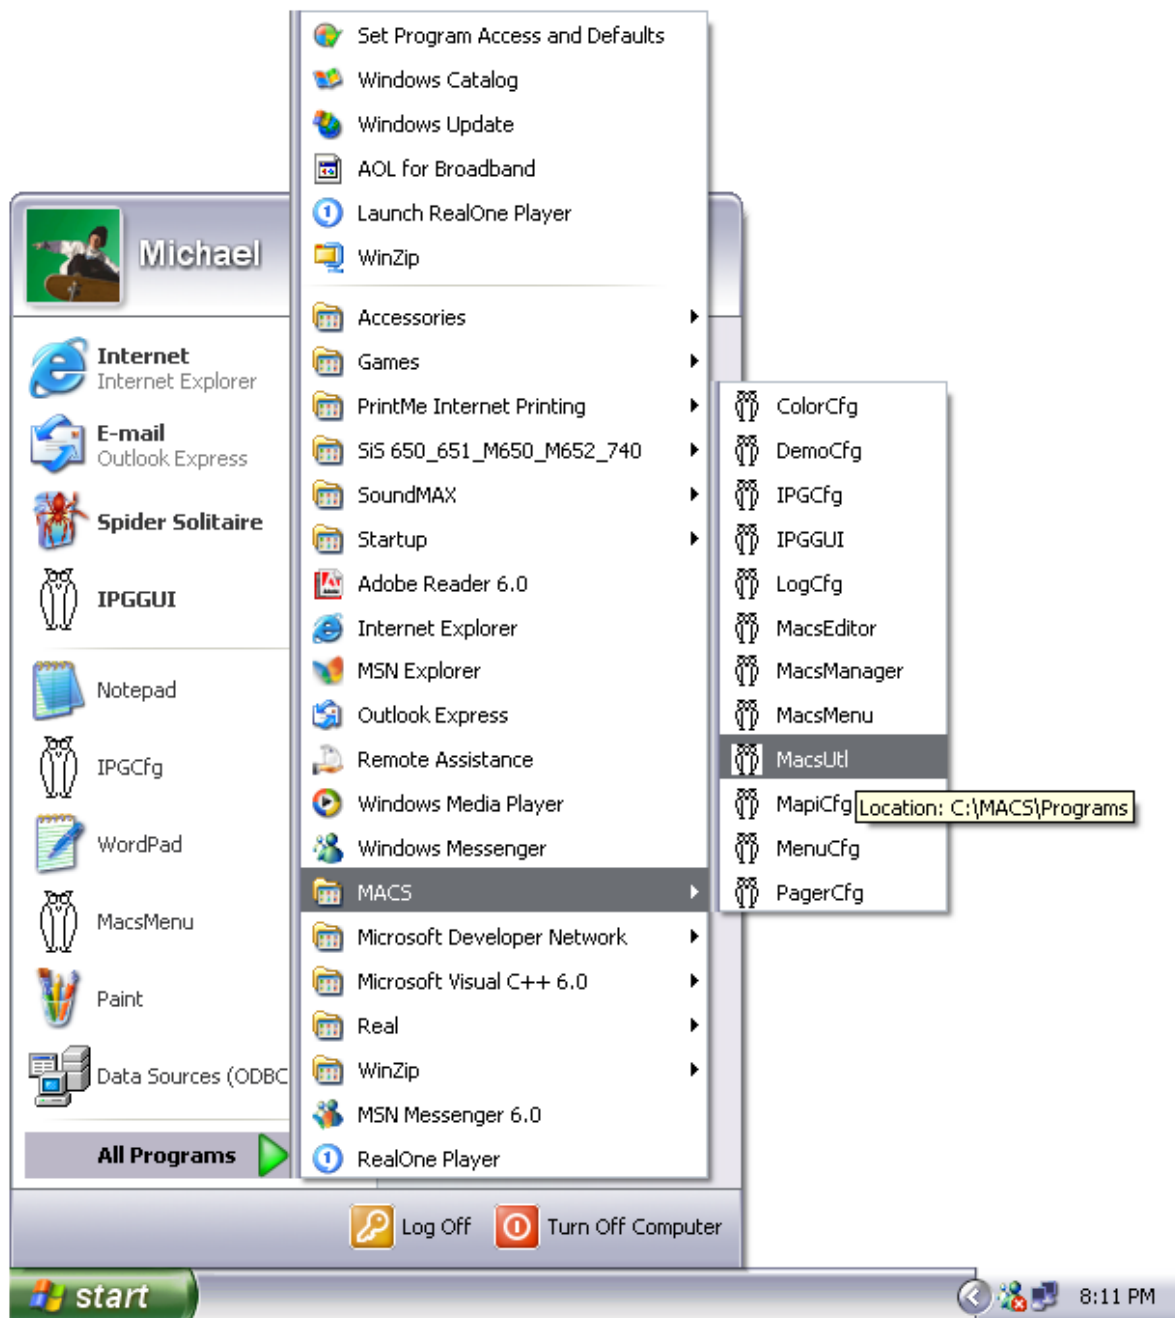 Set Program Access and Defaults
Windows Catalog
Windows Update
AOL for Broadband
Launch RealOne Player
WinZip
Accessories
Games
PrintMe Internet Printing
SiS 650_651_M650_M652_740
SoundMAX
Startup
Adobe Reader 6.0
Internet Explorer
MSN Explorer
Outlook Express
Remote Assistance
Windows Media Player
Windows Messenger
MACS
Microsoft Developer Network
Microsoft Visual C++ 6.0
Real
WinZip
MSN Messenger 6.0
RealOne Player
Michael
Internet
Internet Explorer
E-mail
Outlook Express
Spider Solitaire
IPGGUI
Notepad
IPGCfg
WordPad
MacsMenu
Paint
Data Sources (ODBC
All Programs
ColorCfg
DemoCfg
IPGCfg
IPGGUI
LogCfg
MacsEditor
MacsManager
MacsMenu
MacsUtl
MapiCfg
Location: C:\MACS\Programs
MenuCfg
PagerCfg
Log Off
Turn Off Computer
start
8:11 PM